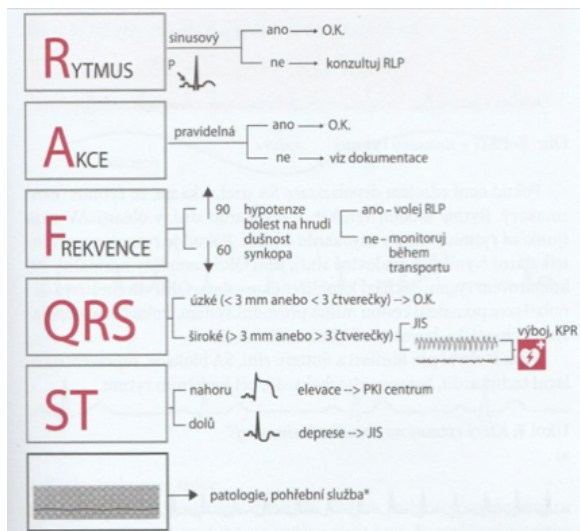 RYTMUS
sinusový
P
ano → O.K.
ne → konzultuj RLP
AKCE
pravidelná
ano → O.K.
ne → viz dokumentace
FREKVENCE
90
60
hypotenze
bolest na hrudi
dušnost
synkopa
ano - volej RLP
ne - monitoruj
během
transportu
QRS
úzké (< 3 mm anebo < 3 čtverečky) --> O.K.
široké (> 3 mm anebo > 3 čtverečky)
JIS
výboj, KPR
ST
nahoru
elevace --> PKI centrum
dolů
deprese --> JIS
patologie, pohřební služba*